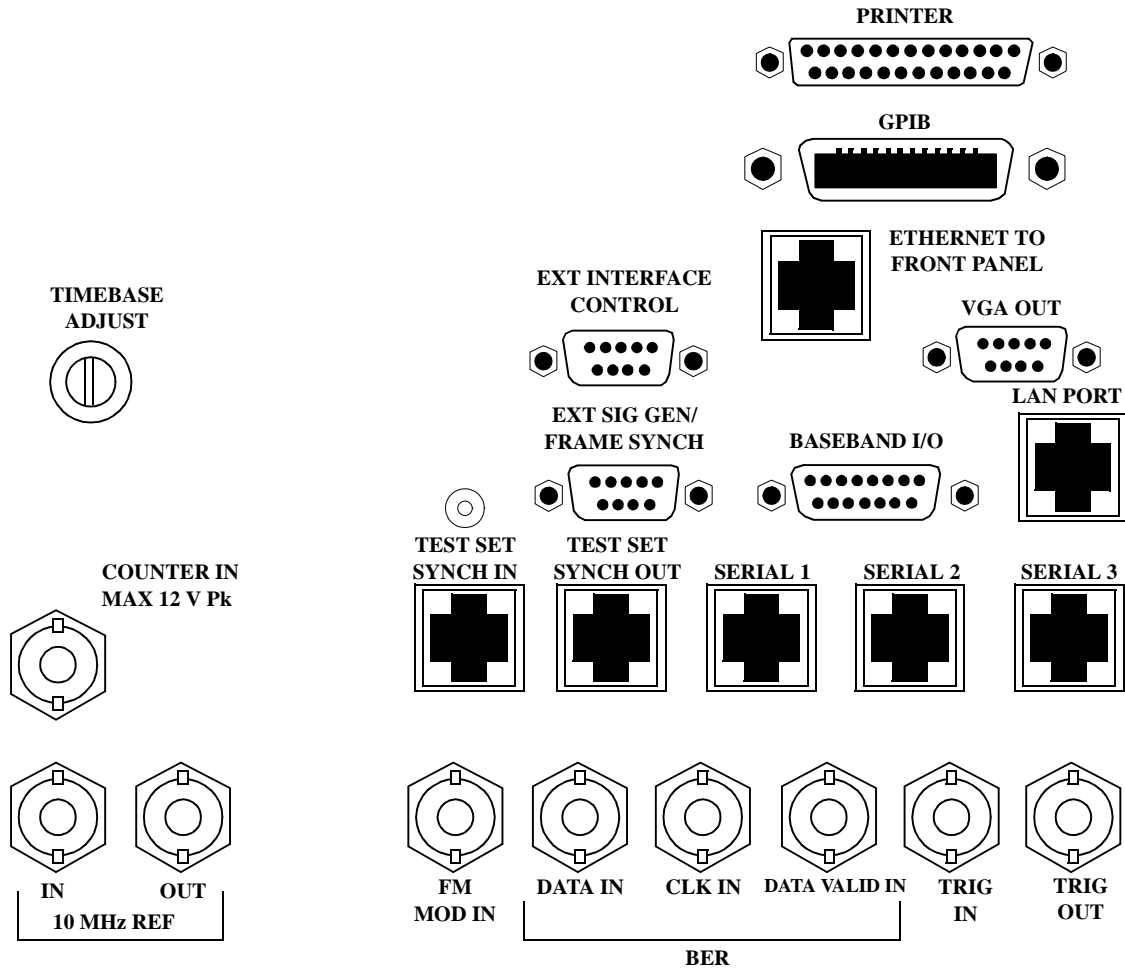 PRINTER
GPIB
ETHERNET TO
FRONT PANEL
EXT INTERFACE
CONTROL
TIMEBASE
ADJUST
VGA OUT
LAN PORT
EXT SIG GEN/
FRAME SYNCH
BASEBAND I/O
TEST SET
SYNCH IN
TEST SET
SYNCH OUT
SERIAL 1
SERIAL 2
SERIAL 3
COUNTER IN
MAX 12 V Pk
IN
OUT
10 MHz REF
FM
MOD IN
DATA IN
CLK IN
DATA VALID IN
TRIG
IN
TRIG
OUT
BER